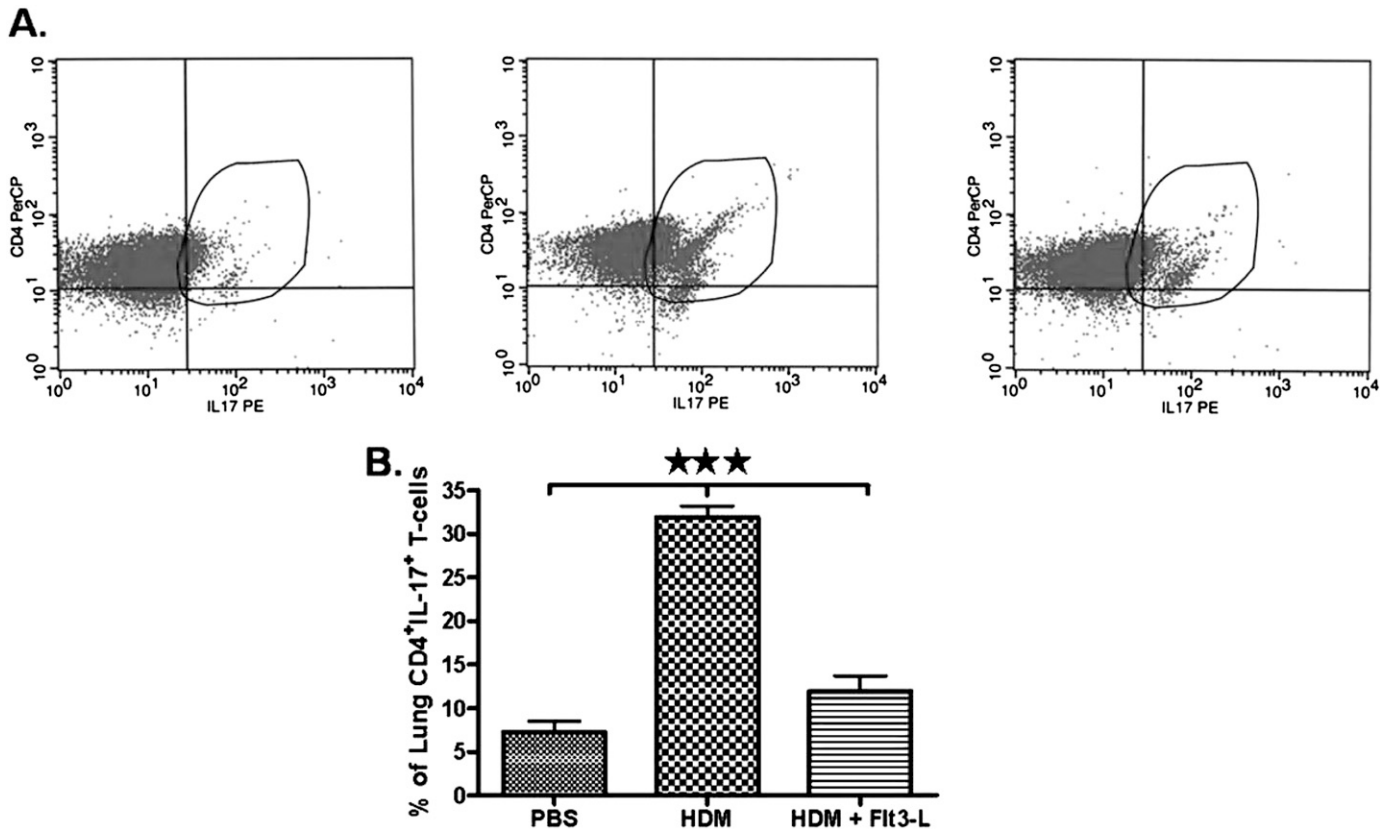 A.
CD4 PerCP
10
10³
10²
10¹
10⁰
10⁰ 10¹ 10² 10³ 10⁴
IL17 PE
CD4 PerCP
10
10³
10²
10¹
10⁰
10⁰ 10¹ 10² 10³ 10⁴
IL17 PE
CD4 PerCP
10
10³
10²
10¹
10⁰
10⁰ 10¹ 10² 10³ 10⁴
IL17 PE
B.
% of Lung CD4⁺IL-17⁺ T-cells
★★★
35
30
25
20
15
10
5
0
PBS HDM HDM + Flt3-L